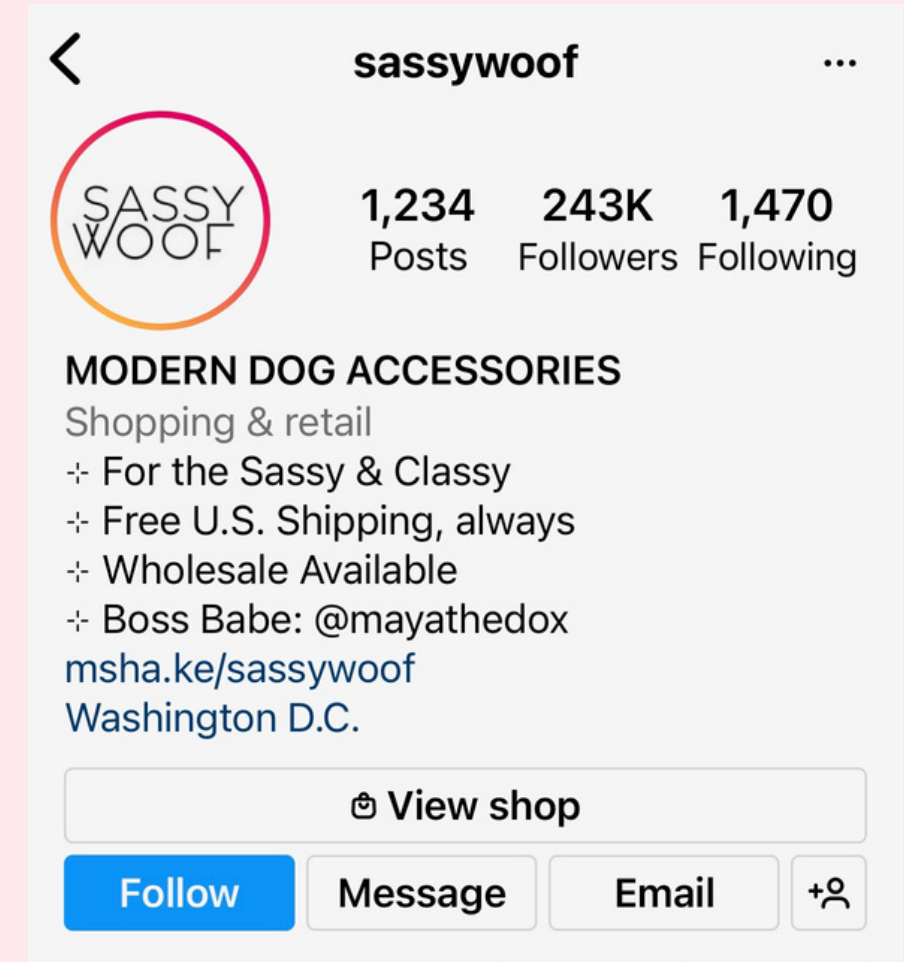 sassywoof
...
SASSY
WOOF
1,234 243K 1,470
Posts Followers Following
MODERN DOG ACCESSORIES
Shopping & retail
⊹ For the Sassy & Classy
⊹ Free U.S. Shipping, always
⊹ Wholesale Available
⊹ Boss Babe: @mayathedox
msha.ke/sassywoof
Washington D.C.
View shop
Follow Message Email